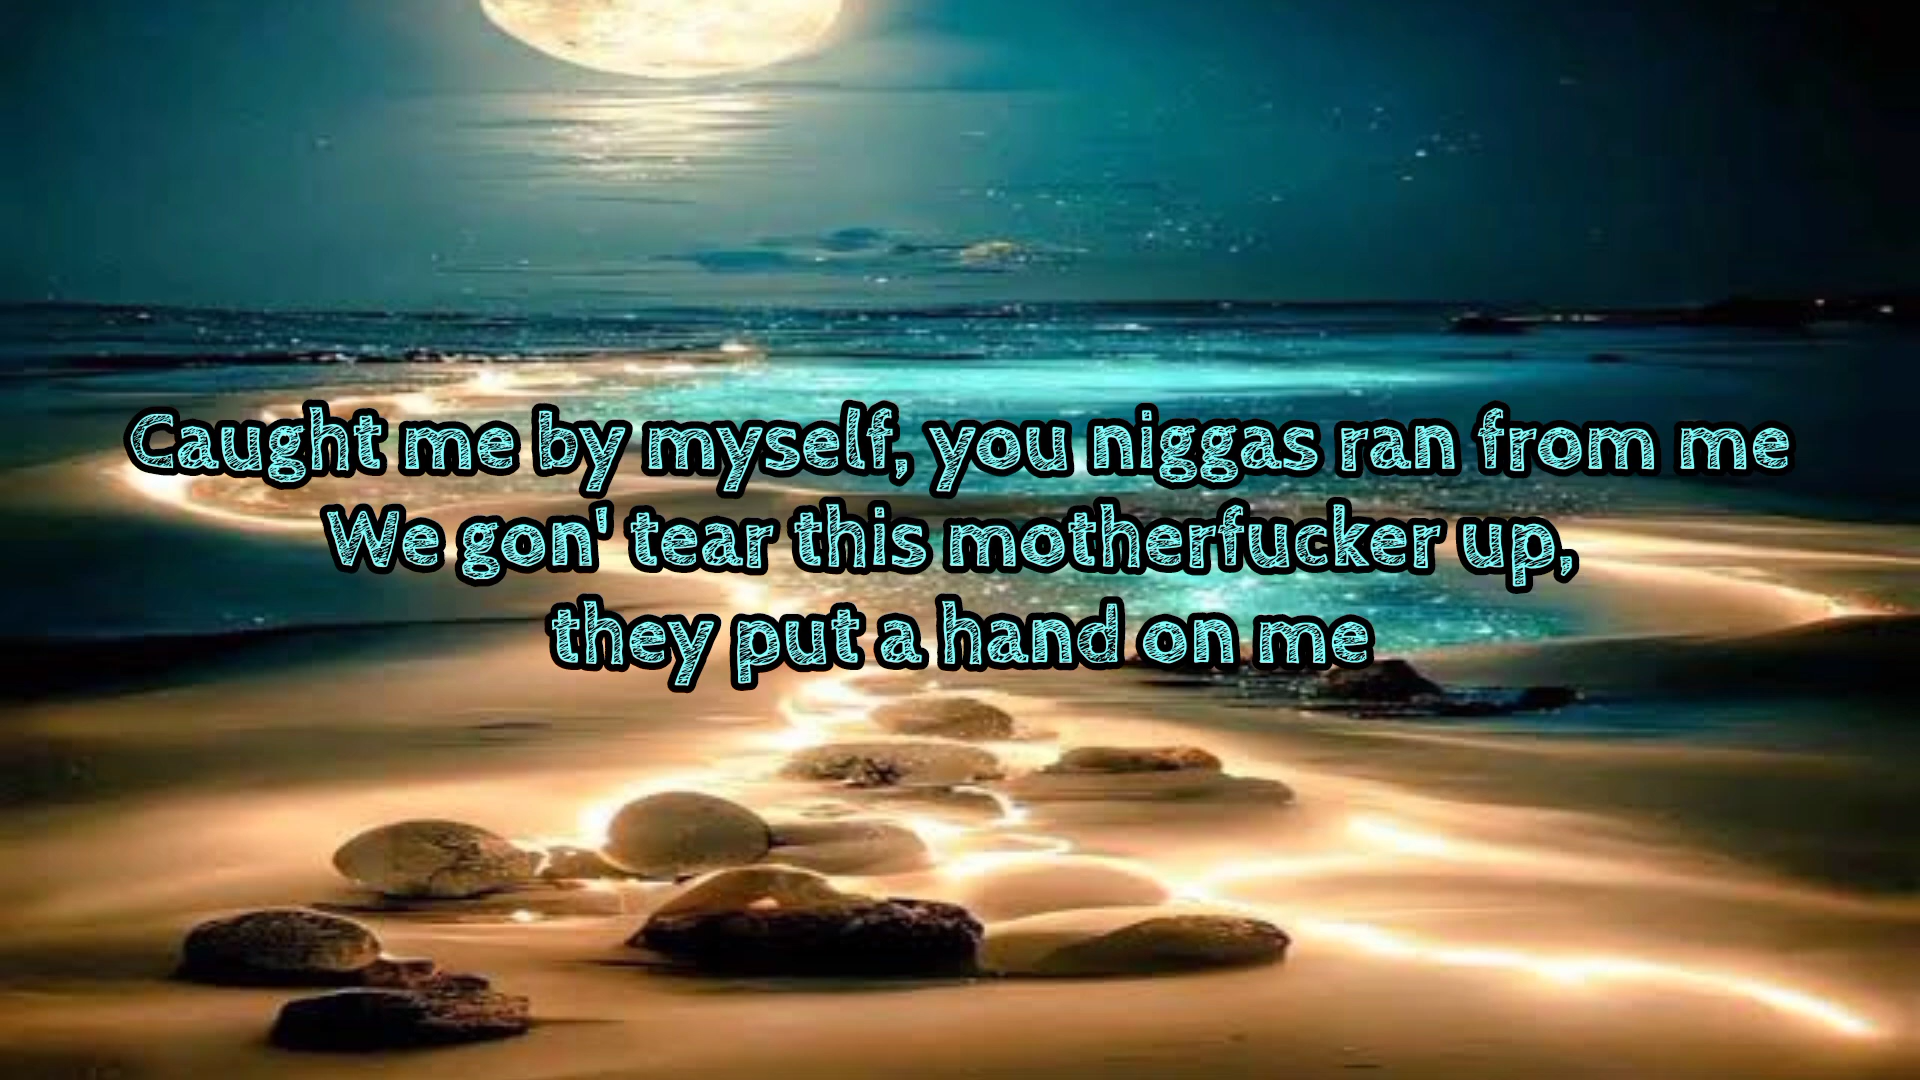 Caught me by myself, you niggas ran from me
We gon' tear this motherfucker up,
they put a hand on me